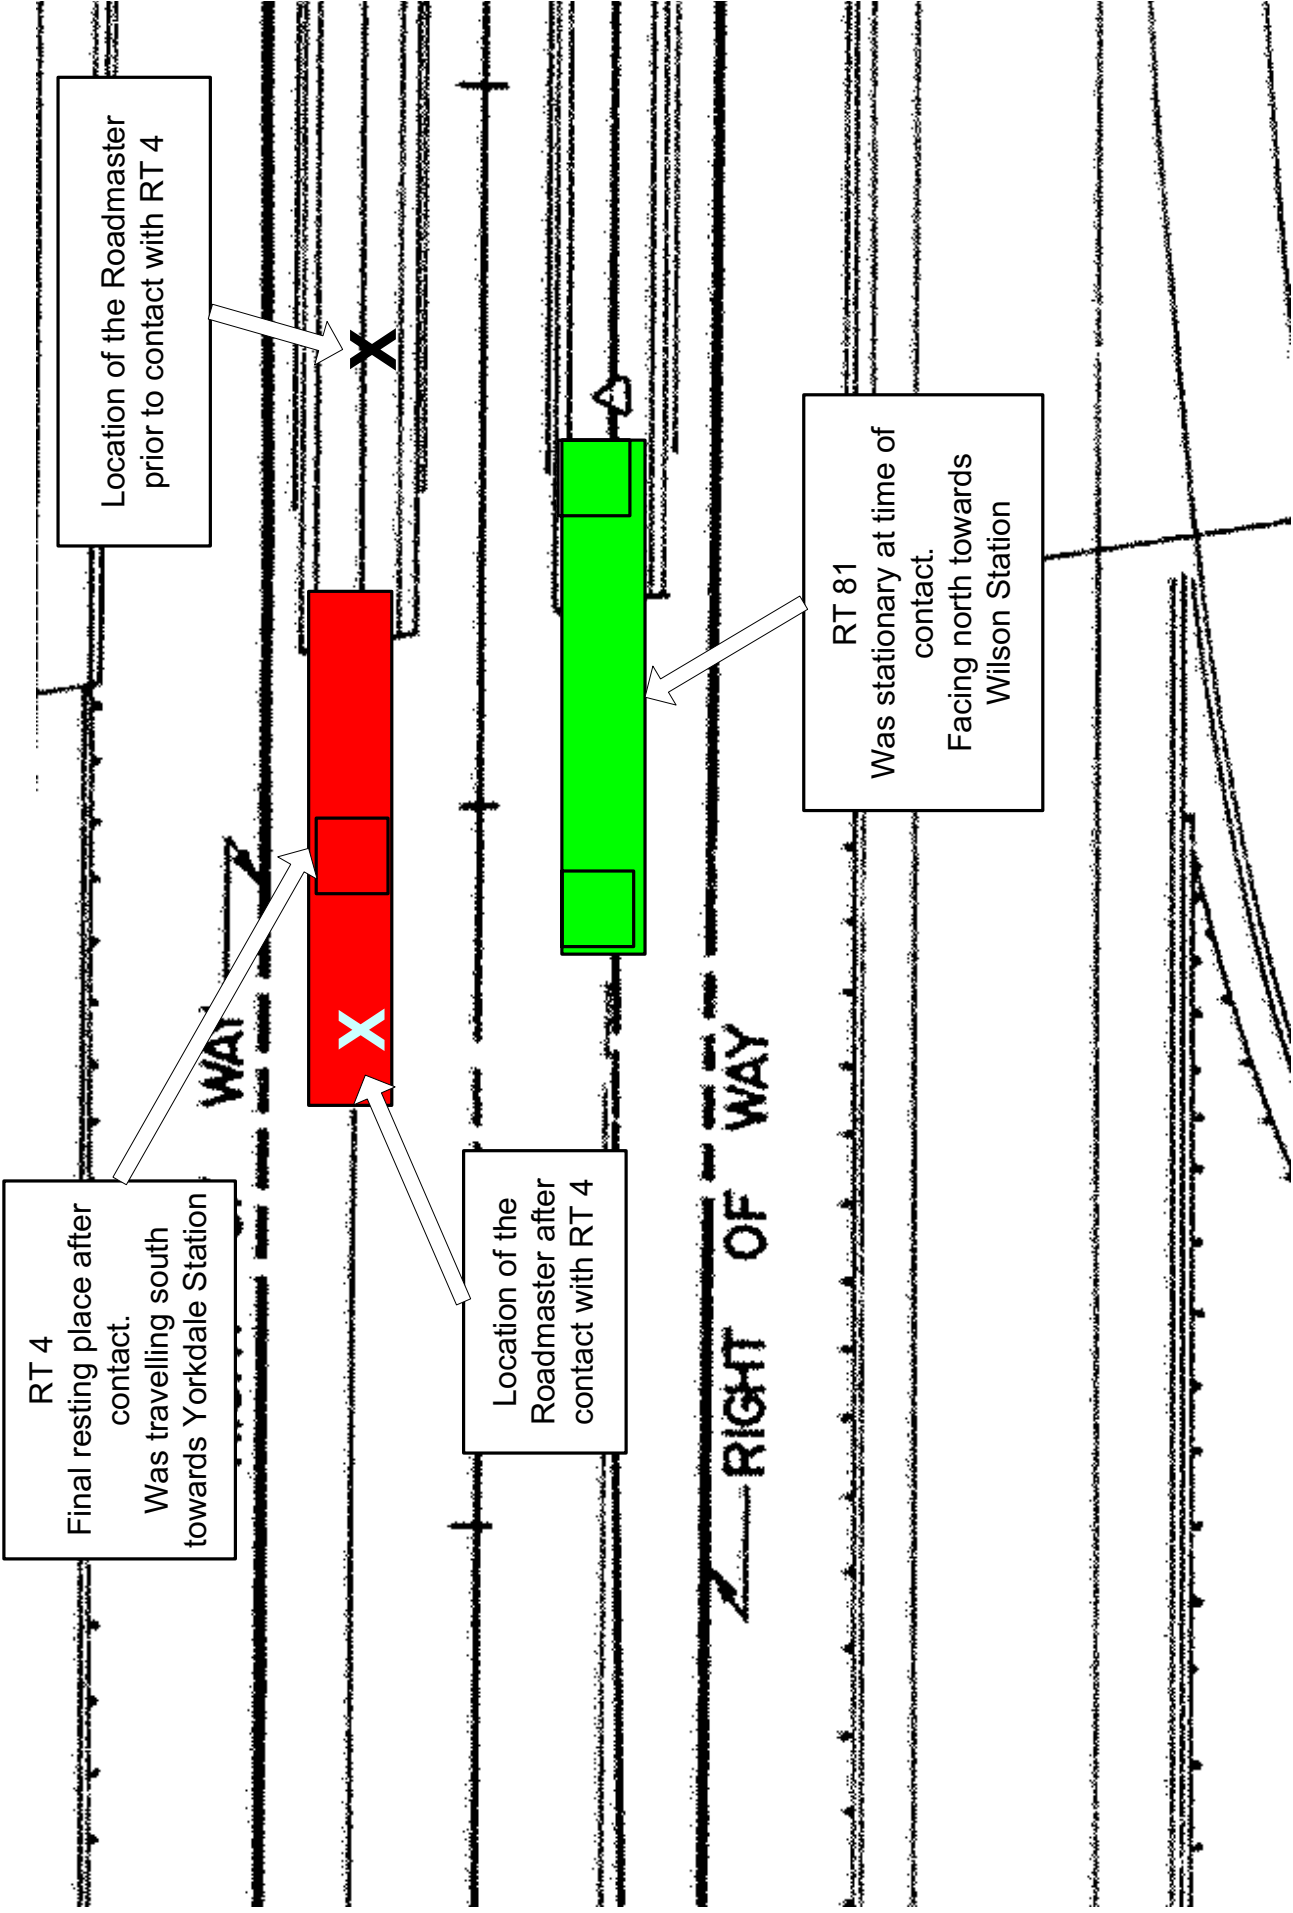 RT 4
Final resting place after
contact.
Was travelling south
towards Yorkdale Station
Location of the Roadmaster
prior to contact with RT 4
WAY
X
X
Location of the
Roadmaster after
contact with RT 4
RIGHT OF WAY
RT 81
Was stationary at time of
contact.
Facing north towards
Wilson Station